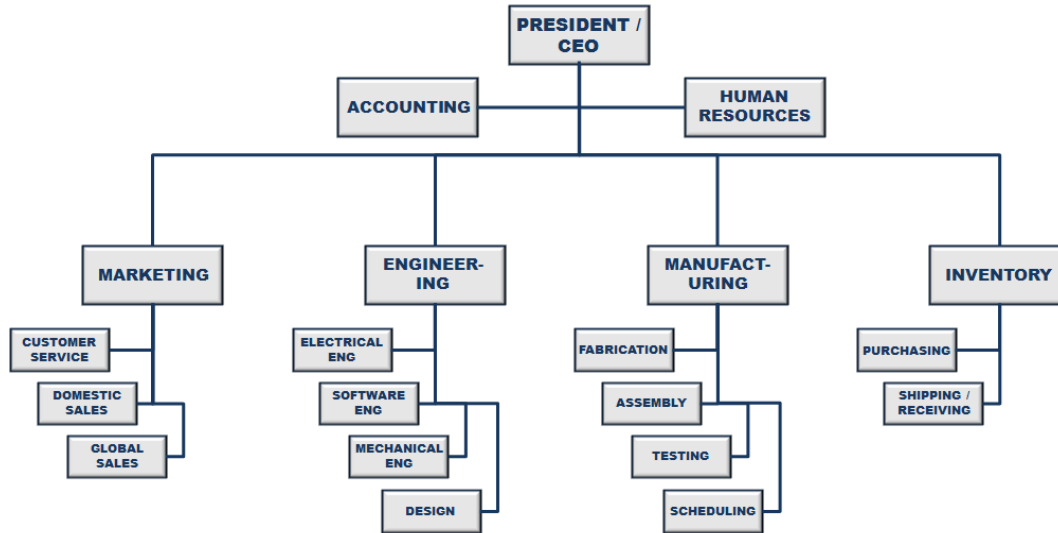 PRESIDENT /
CEO
ACCOUNTING
HUMAN
RESOURCES
MARKETING
ENGINEER-
ING
MANUFACT-
URING
INVENTORY
CUSTOMER
SERVICE
ELECTRICAL
ENG
FABRICATION
PURCHASING
DOMESTIC
SALES
SOFTWARE
ENG
ASSEMBLY
SHIPPING /
RECEIVING
GLOBAL
SALES
MECHANICAL
ENG
TESTING
DESIGN
SCHEDULING